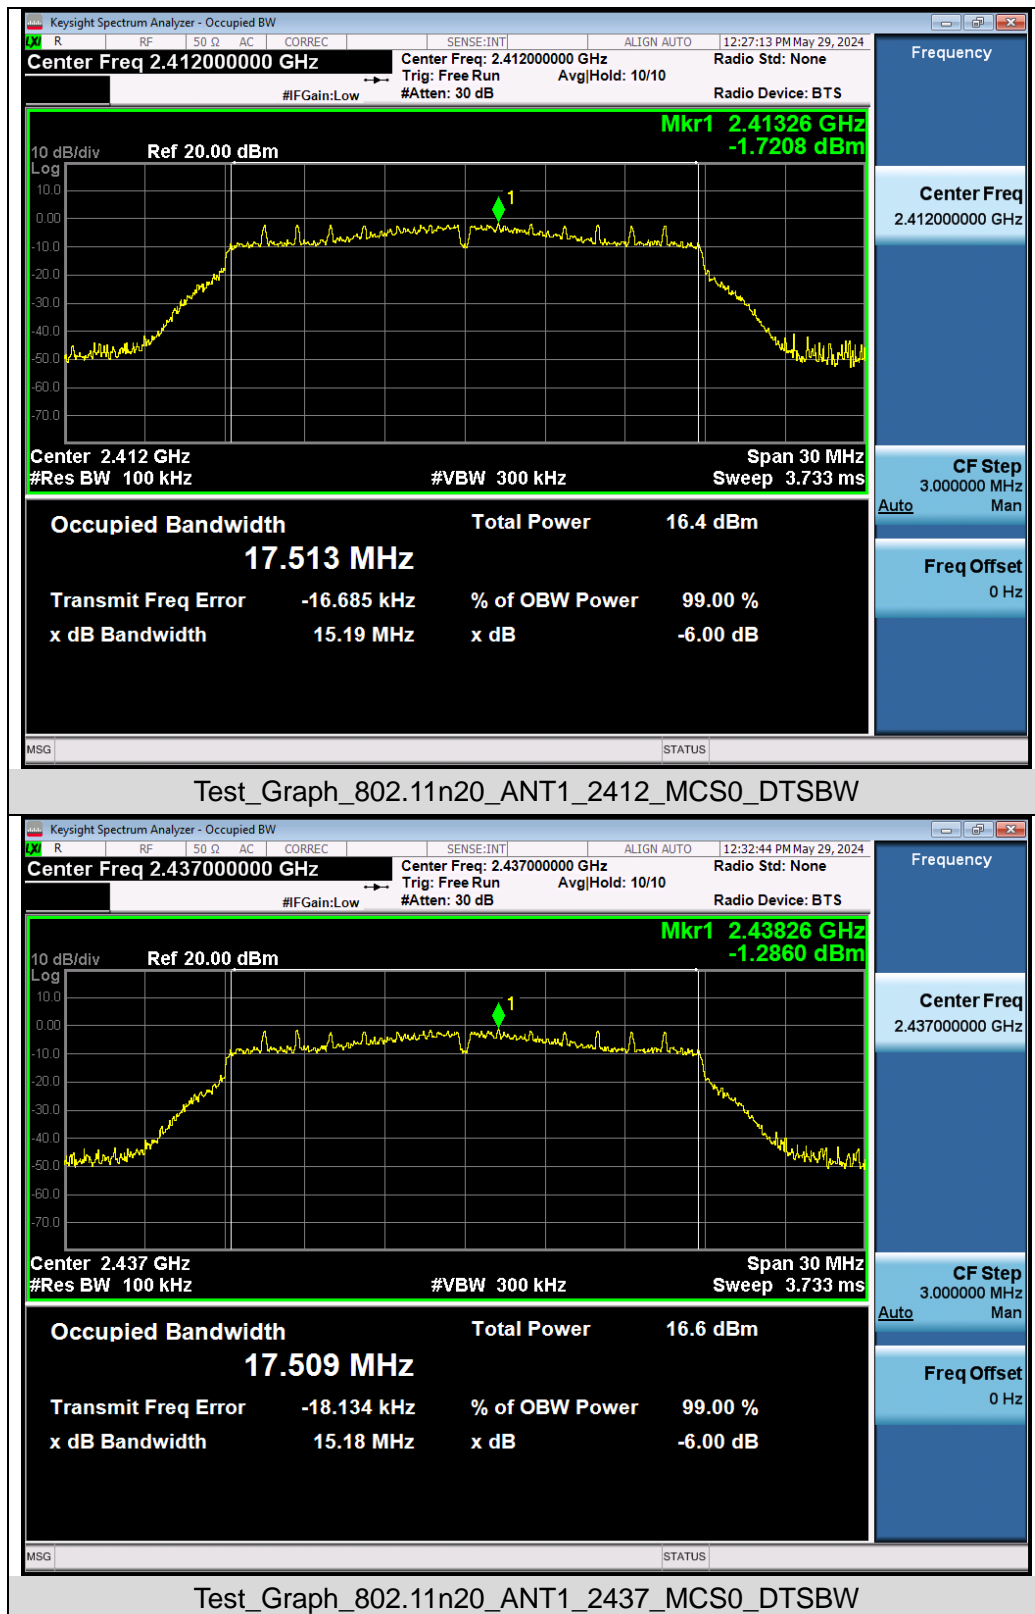 Keysight Spectrum Analyzer - Occupied BW
LXI R RF 50 Ω AC CORREC SENSE:INT ALIGN AUTO 12:27:13 PM May 29, 2024
Center Freq 2.412000000 GHz Center Freq: 2.412000000 GHz Radio Std: None Frequency
Trig: Free Run Avg|Hold: 10/10
#IFGain:Low #Atten: 30 dB Radio Device: BTS
Mkr1 2.41326 GHz
10 dB/div Ref 20.00 dBm -1.7208 dBm
Log
10.0
0.00
-10.0
-20.0
-30.0
-40.0
-50.0
-60.0
-70.0
1
Center Freq
2.412000000 GHz
Center 2.412 GHz Span 30 MHz
#Res BW 100 kHz #VBW 300 kHz Sweep 3.733 ms
CF Step
3.000000 MHz
Auto Man
Occupied Bandwidth Total Power 16.4 dBm
17.513 MHz
Freq Offset
0 Hz
Transmit Freq Error -16.685 kHz % of OBW Power 99.00 %
x dB Bandwidth 15.19 MHz x dB -6.00 dB
MSG STATUS
Test_Graph_802.11n20_ANT1_2412_MCS0_DTSBW
Keysight Spectrum Analyzer - Occupied BW
LXI R RF 50 Ω AC CORREC SENSE:INT ALIGN AUTO 12:32:44 PM May 29, 2024
Center Freq 2.437000000 GHz Center Freq: 2.437000000 GHz Radio Std: None Frequency
Trig: Free Run Avg|Hold: 10/10
#IFGain:Low #Atten: 30 dB Radio Device: BTS
Mkr1 2.43826 GHz
10 dB/div Ref 20.00 dBm -1.2860 dBm
Log
10.0
0.00
-10.0
-20.0
-30.0
-40.0
-50.0
-60.0
-70.0
1
Center Freq
2.437000000 GHz
Center 2.437 GHz Span 30 MHz
#Res BW 100 kHz #VBW 300 kHz Sweep 3.733 ms
CF Step
3.000000 MHz
Auto Man
Occupied Bandwidth Total Power 16.6 dBm
17.509 MHz
Freq Offset
0 Hz
Transmit Freq Error -18.134 kHz % of OBW Power 99.00 %
x dB Bandwidth 15.18 MHz x dB -6.00 dB
MSG STATUS
Test_Graph_802.11n20_ANT1_2437_MCS0_DTSBW